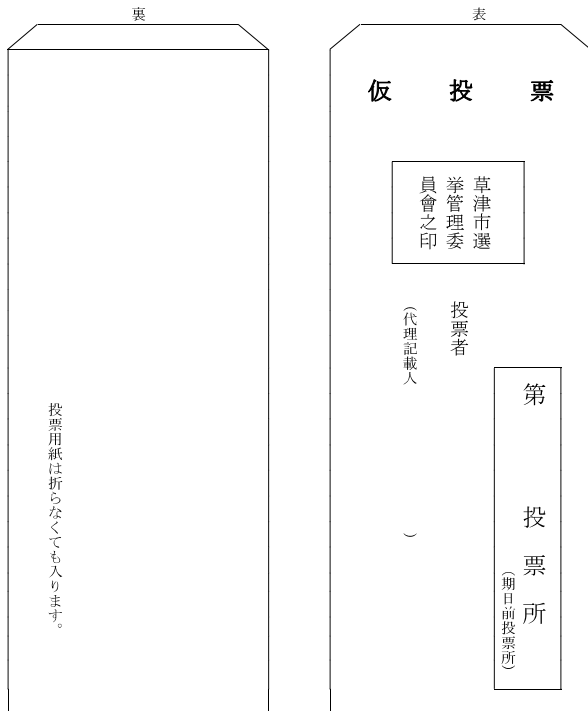 裏
投票用紙は折らなくても入ります。
表
仮　投　票
草津市選
挙管理委
員會之印
投票者
（代理記載人　　　　）
第　　投票所
（期日前投票所）